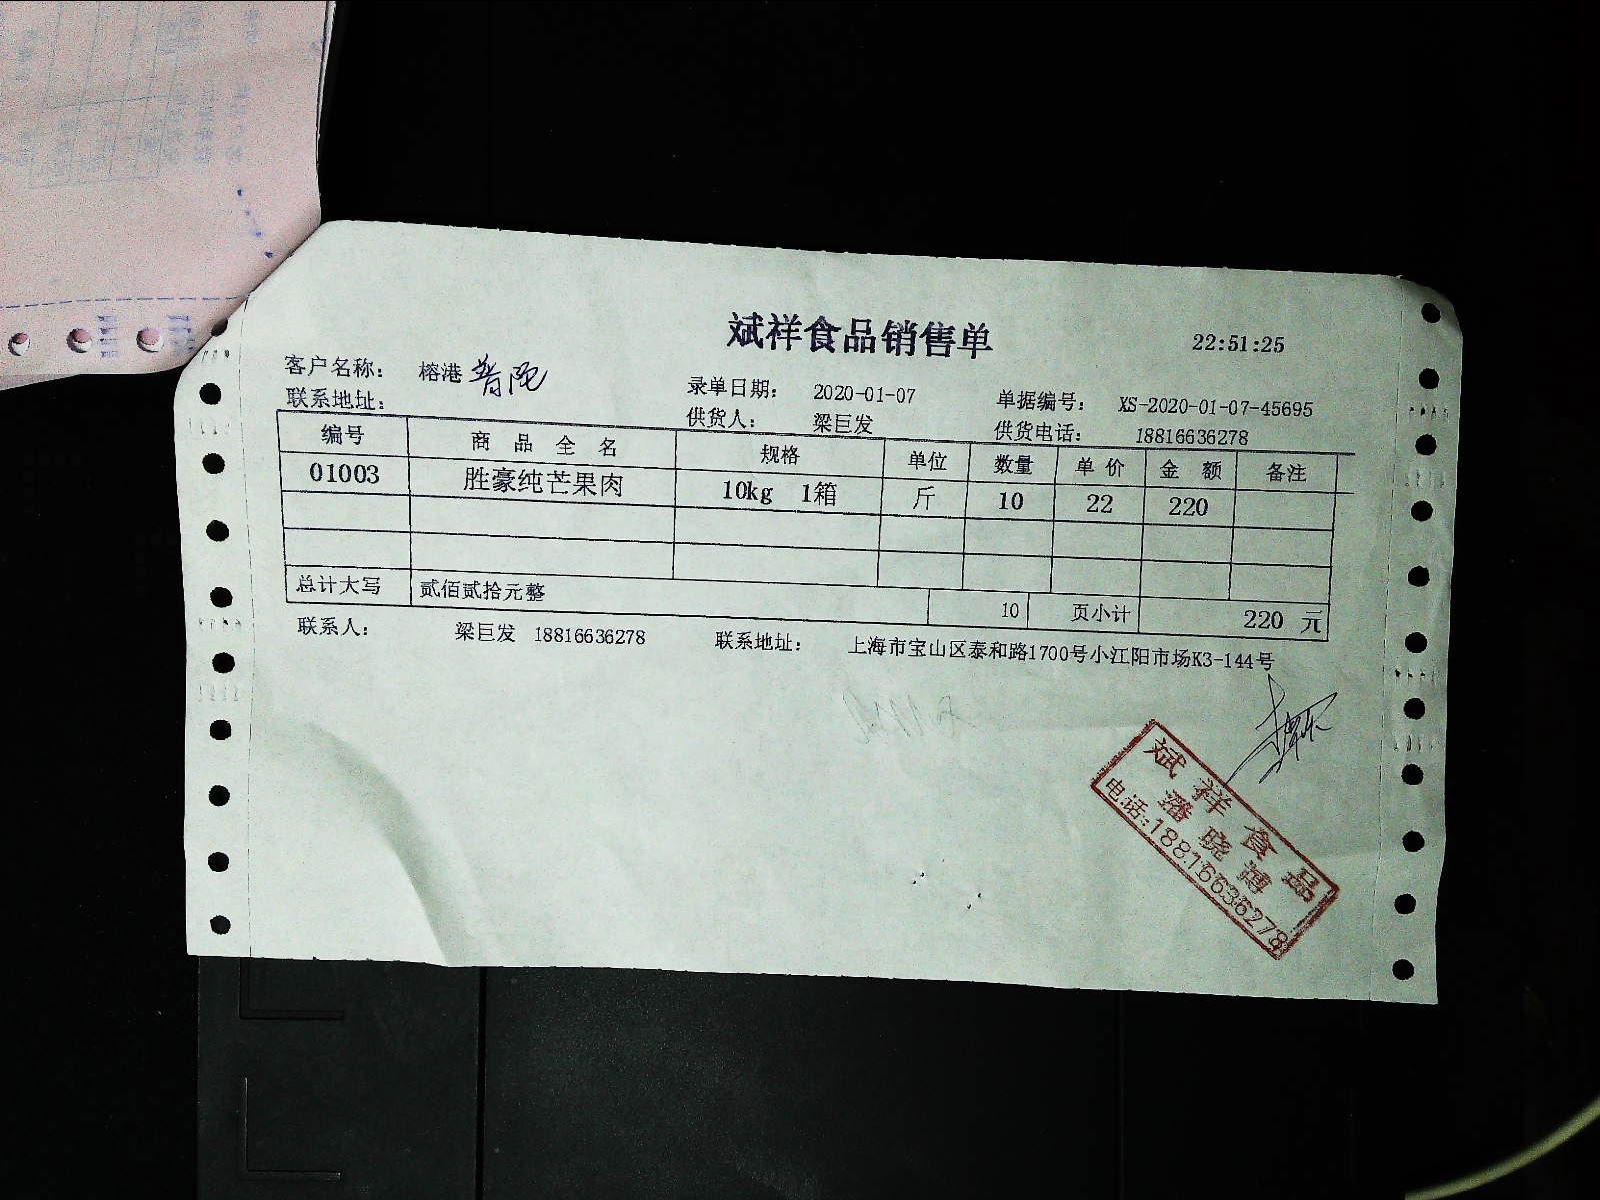 斌祥食品销售单 22:51:25
客户名称： 榕港 普陀 录单日期： 2020-01-07 单据编号： XS-2020-01-07-45695
联系地址： 供货人： 梁巨发 供货电话： 18816636278
编号 商品全名 规格 单位 数量 单价 金额 备注
01003 胜豪纯芒果肉 10kg 1箱 斤 10 22 220
总计大写 贰佰贰拾元整 10 页小计 220 元
联系人： 梁巨发 18816636278 联系地址： 上海市宝山区泰和路1700号小江阳市场K3-144号
斌祥食品
潘晓博
电话:18816636278